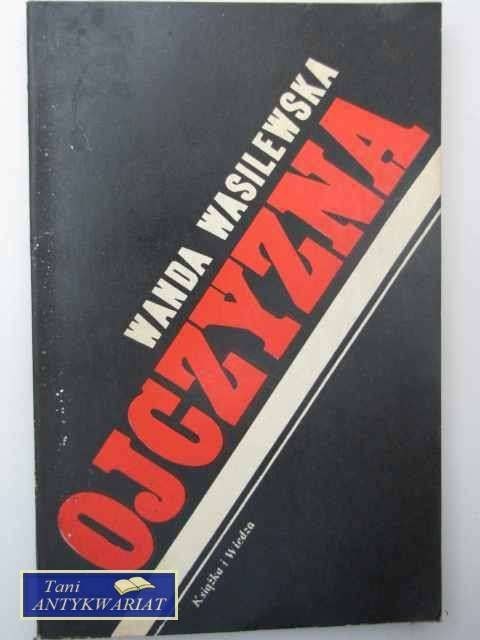 WANDA WASILEWSKA
OJCZYZNA
Książka i Wiedza
Tani
ANTYKWARIAT